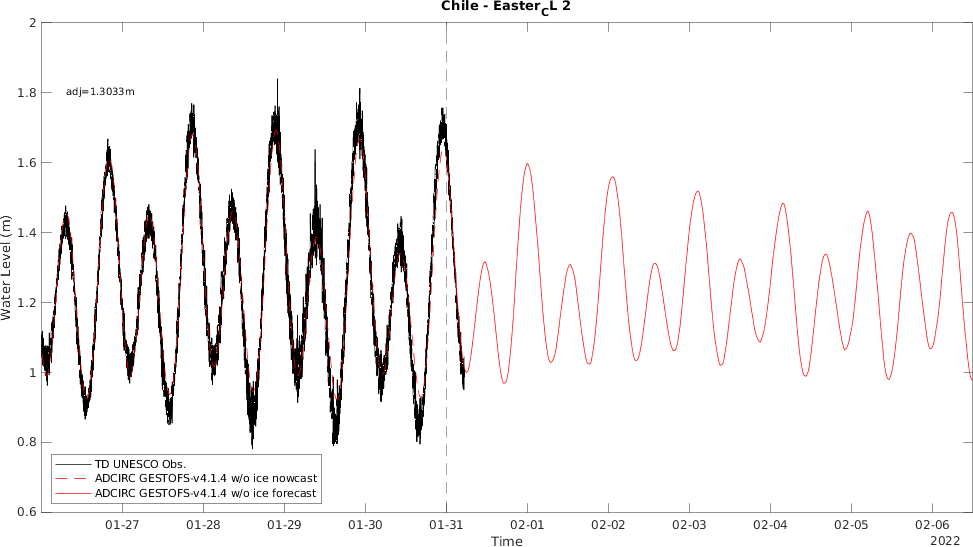 Chile - Easter_CL 2
2
1.8
1.6
1.4
1.2
1
0.8
0.6
Water Level (m)
adj=1.3033m
TD UNESCO Obs.
ADCIRC GESTOFS-v4.1.4 w/o ice nowcast
ADCIRC GESTOFS-v4.1.4 w/o ice forecast
01-27 01-28 01-29 01-30 01-31 02-01 02-02 02-03 02-04 02-05 02-06
Time
2022